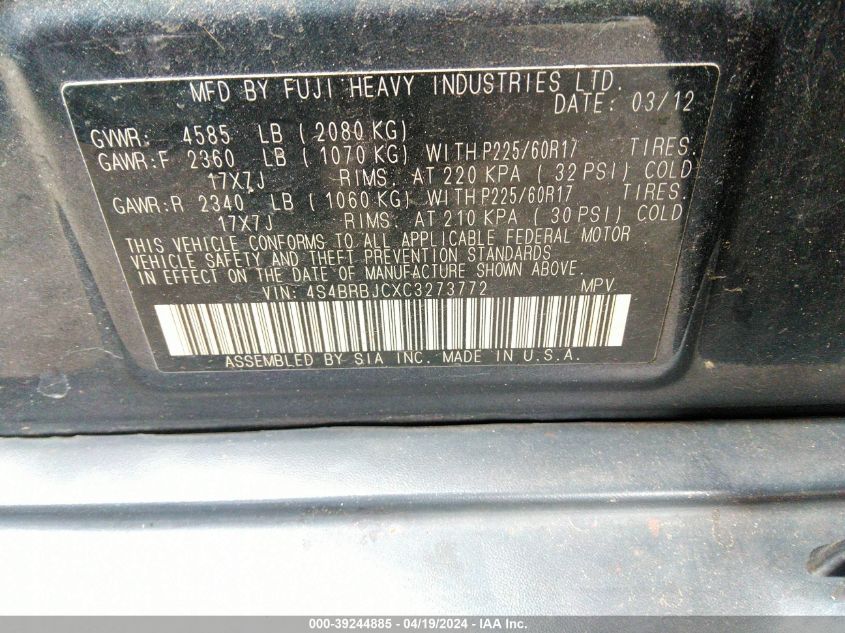 MFD BY FUJI HEAVY INDUSTRIES LTD.
DATE: 03/12
GVWR: 4585 LB (2080 KG)
GAWR:F 2360 LB (1070 KG) WITH P225/60R17 TIRES.
17X7J RIMS, AT 220 KPA (32 PSI) COLD
GAWR:R 2340 LB (1060 KG) WITH P225/60R17 TIRES.
17X7J RIMS, AT 210 KPA (30 PSI) COLD
THIS VEHICLE CONFORMS TO ALL APPLICABLE FEDERAL MOTOR
VEHICLE SAFETY AND THEFT PREVENTION STANDARDS
IN EFFECT ON THE DATE OF MANUFACTURE SHOWN ABOVE.
VIN: 4S4BRBJCXC3273772 MPV
ASSEMBLED BY SIA INC. MADE IN U.S.A.
000-39244885 - 04/19/2024 - IAA Inc.